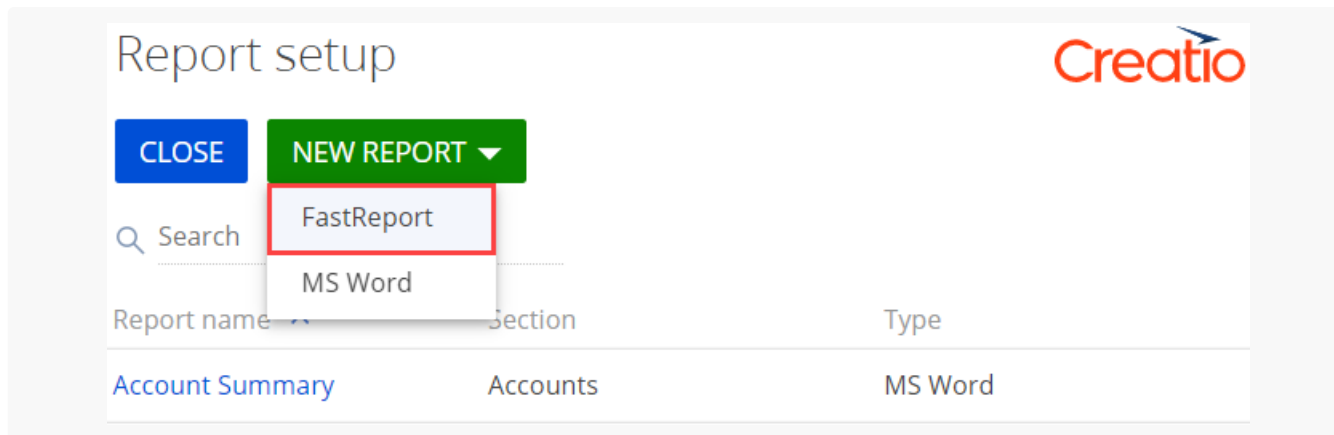 Report setup
Creatio
CLOSE
NEW REPORT
FastReport
Search
MS Word
Report name
Section
Type
Account Summary
Accounts
MS Word